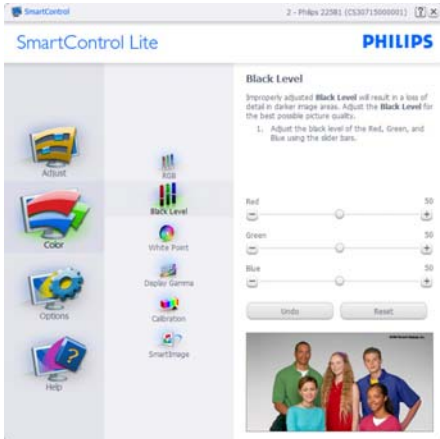 SmartControl
2 - Philips 225B1 (CS30715000001)
SmartControl Lite
PHILIPS
Adjust
Color
Options
Help
RGB
Black Level
White Point
Display Gamma
Calibration
SmartImage
Black Level
Improperly adjusted Black Level will result in a loss of
detail in darker image areas. Adjust the Black Level for
the best possible picture quality.
1. Adjust the black level of the Red, Green, and
Blue using the slider bars.
Red 50
Green 50
Blue 50
Undo Reset